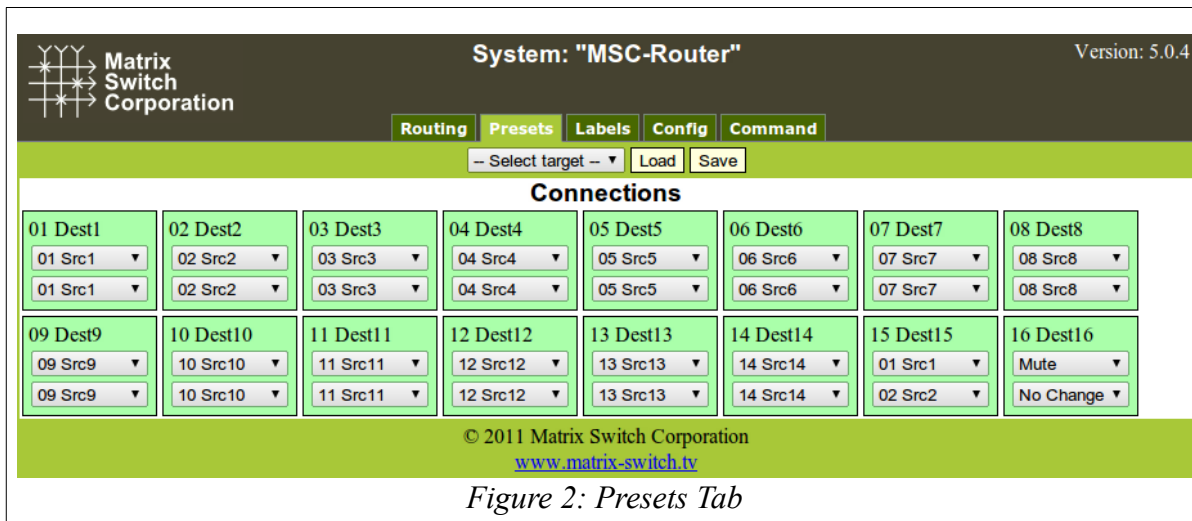 Matrix
Switch
Corporation
System: "MSC-Router"
Version: 5.0.4
Routing Presets Labels Config Command
-- Select target -- Load Save
Connections
01 Dest1 02 Dest2 03 Dest3 04 Dest4 05 Dest5 06 Dest6 07 Dest7 08 Dest8
01 Src1 02 Src2 03 Src3 04 Src4 05 Src5 06 Src6 07 Src7 08 Src8
01 Src1 02 Src2 03 Src3 04 Src4 05 Src5 06 Src6 07 Src7 08 Src8
09 Dest9 10 Dest10 11 Dest11 12 Dest12 13 Dest13 14 Dest14 15 Dest15 16 Dest16
09 Src9 10 Src10 11 Src11 12 Src12 13 Src13 14 Src14 01 Src1 Mute
09 Src9 10 Src10 11 Src11 12 Src12 13 Src13 14 Src14 02 Src2 No Change
© 2011 Matrix Switch Corporation
www.matrix-switch.tv
Figure 2: Presets Tab